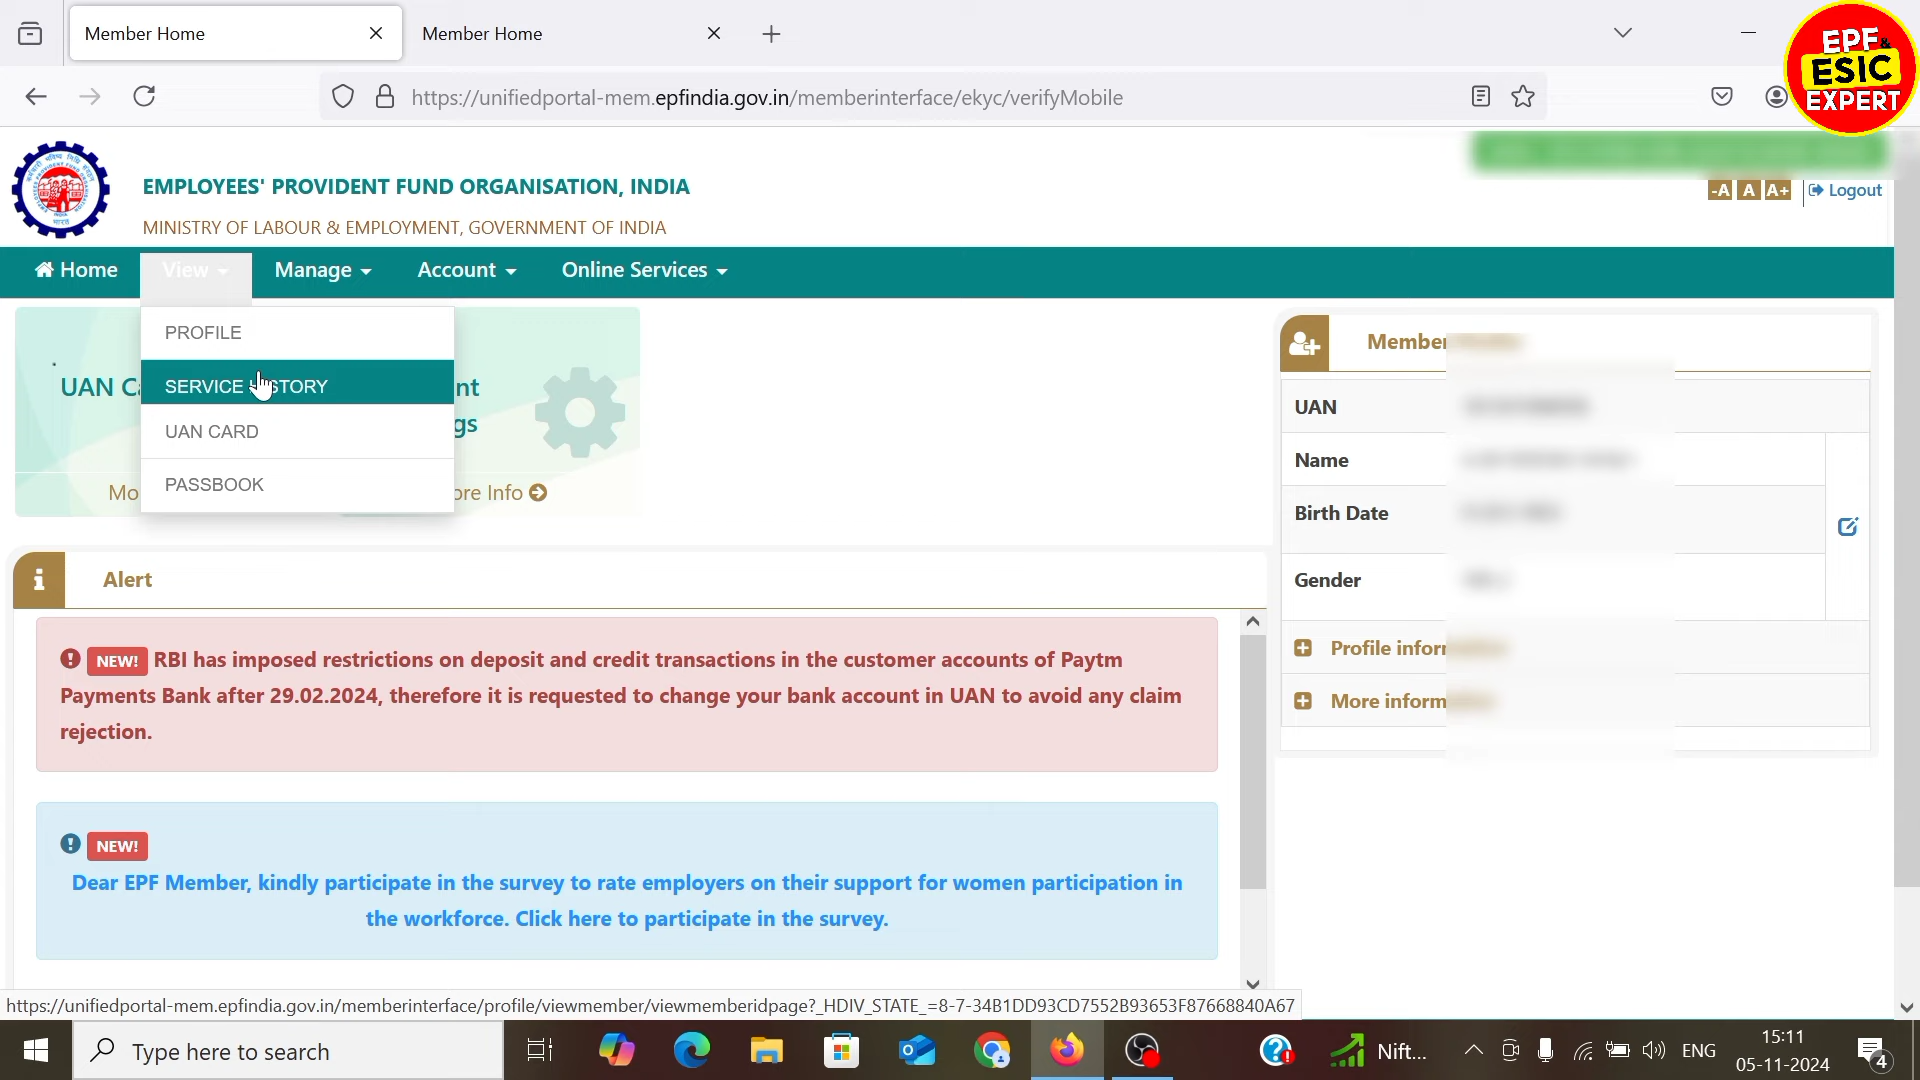 Member Home
Member Home
EPF &
ESIC
EXPERT
https://unifiedportal-mem.epfindia.gov.in/memberinterface/ekyc/verifyMobile
EMPLOYEES' PROVIDENT FUND ORGANISATION, INDIA
MINISTRY OF LABOUR & EMPLOYMENT, GOVERNMENT OF INDIA
-A A A+ Logout
Home View Manage Account Online Services
PROFILE
SERVICE HISTORY
UAN CARD
PASSBOOK
UAN
Member
UAN
Name
Birth Date
Gender
Profile
More
Alert
NEW! RBI has imposed restrictions on deposit and credit transactions in the customer accounts of Paytm
Payments Bank after 29.02.2024, therefore it is requested to change your bank account in UAN to avoid any claim
rejection.
NEW!
Dear EPF Member, kindly participate in the survey to rate employers on their support for women participation in
the workforce. Click here to participate in the survey.
https://unifiedportal-mem.epfindia.gov.in/memberinterface/profile/viewmember/viewmemberidpage?_HDIV_STATE_=8-7-34B1DD93CD7552B93653F87668840A67
Type here to search
Nift...
ENG
15:11
05-11-2024
4